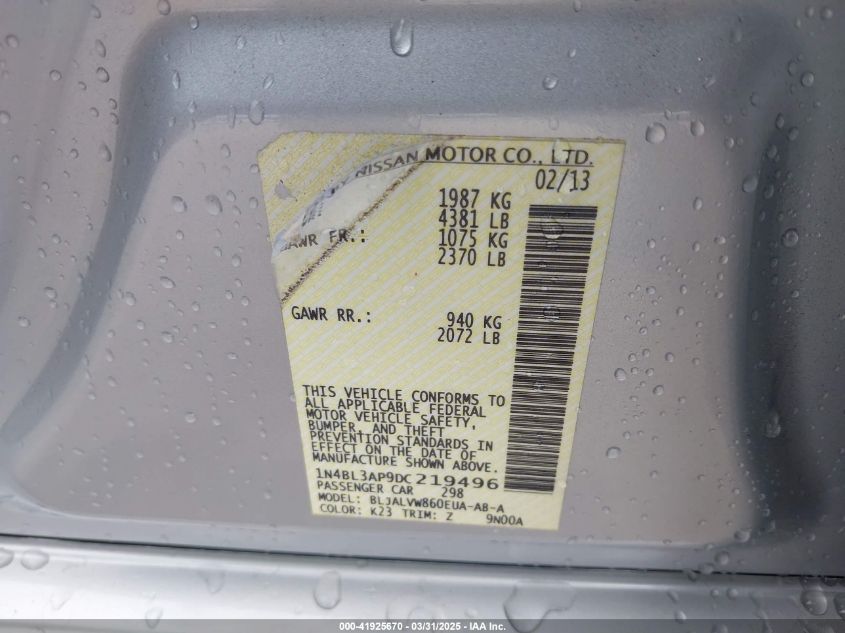 NISSAN MOTOR CO., LTD.
02/13
1987 KG
4381 LB
GAWR FR.: 1075 KG
2370 LB
GAWR RR.: 940 KG
2072 LB
THIS VEHICLE CONFORMS TO
ALL APPLICABLE FEDERAL
MOTOR VEHICLE SAFETY,
BUMPER, AND THEFT
PREVENTION STANDARDS IN
EFFECT ON THE DATE OF
MANUFACTURE SHOWN ABOVE.
1N4BL3AP9DC219496
PASSENGER CAR 298
MODEL: BLJALVW860EUA-AB-A
COLOR: K23 TRIM: Z 9N00A
000-41925670 - 03/31/2025 - IAA Inc.